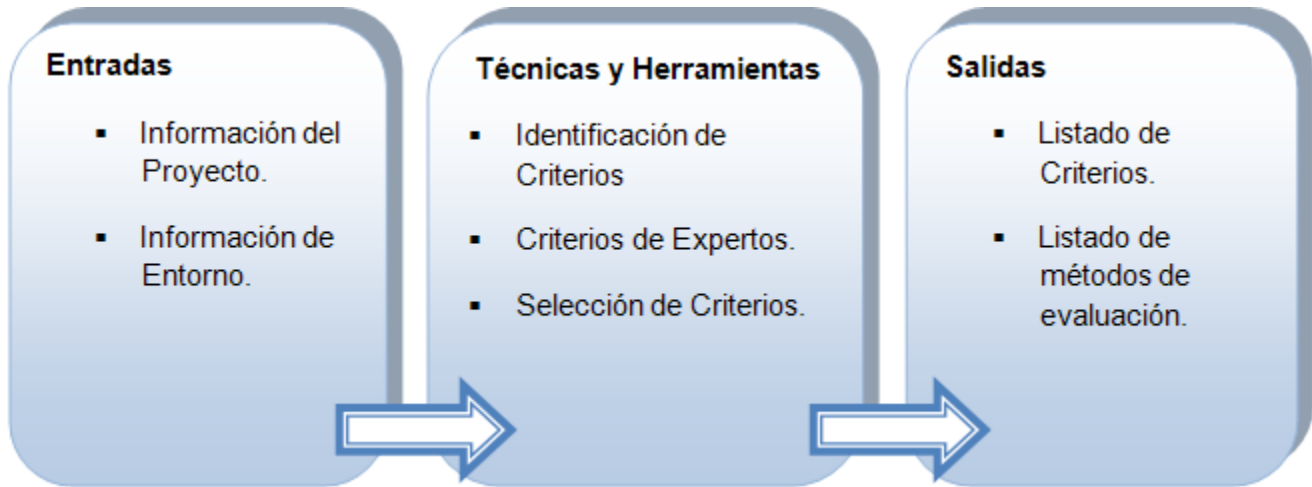 Entradas
▪ Información del
Proyecto.
▪ Información de
Entorno.
Técnicas y Herramientas
▪ Identificación de
Criterios
▪ Criterios de Expertos.
▪ Selección de Criterios.
Salidas
▪ Listado de
Criterios.
▪ Listado de
métodos de
evaluación.